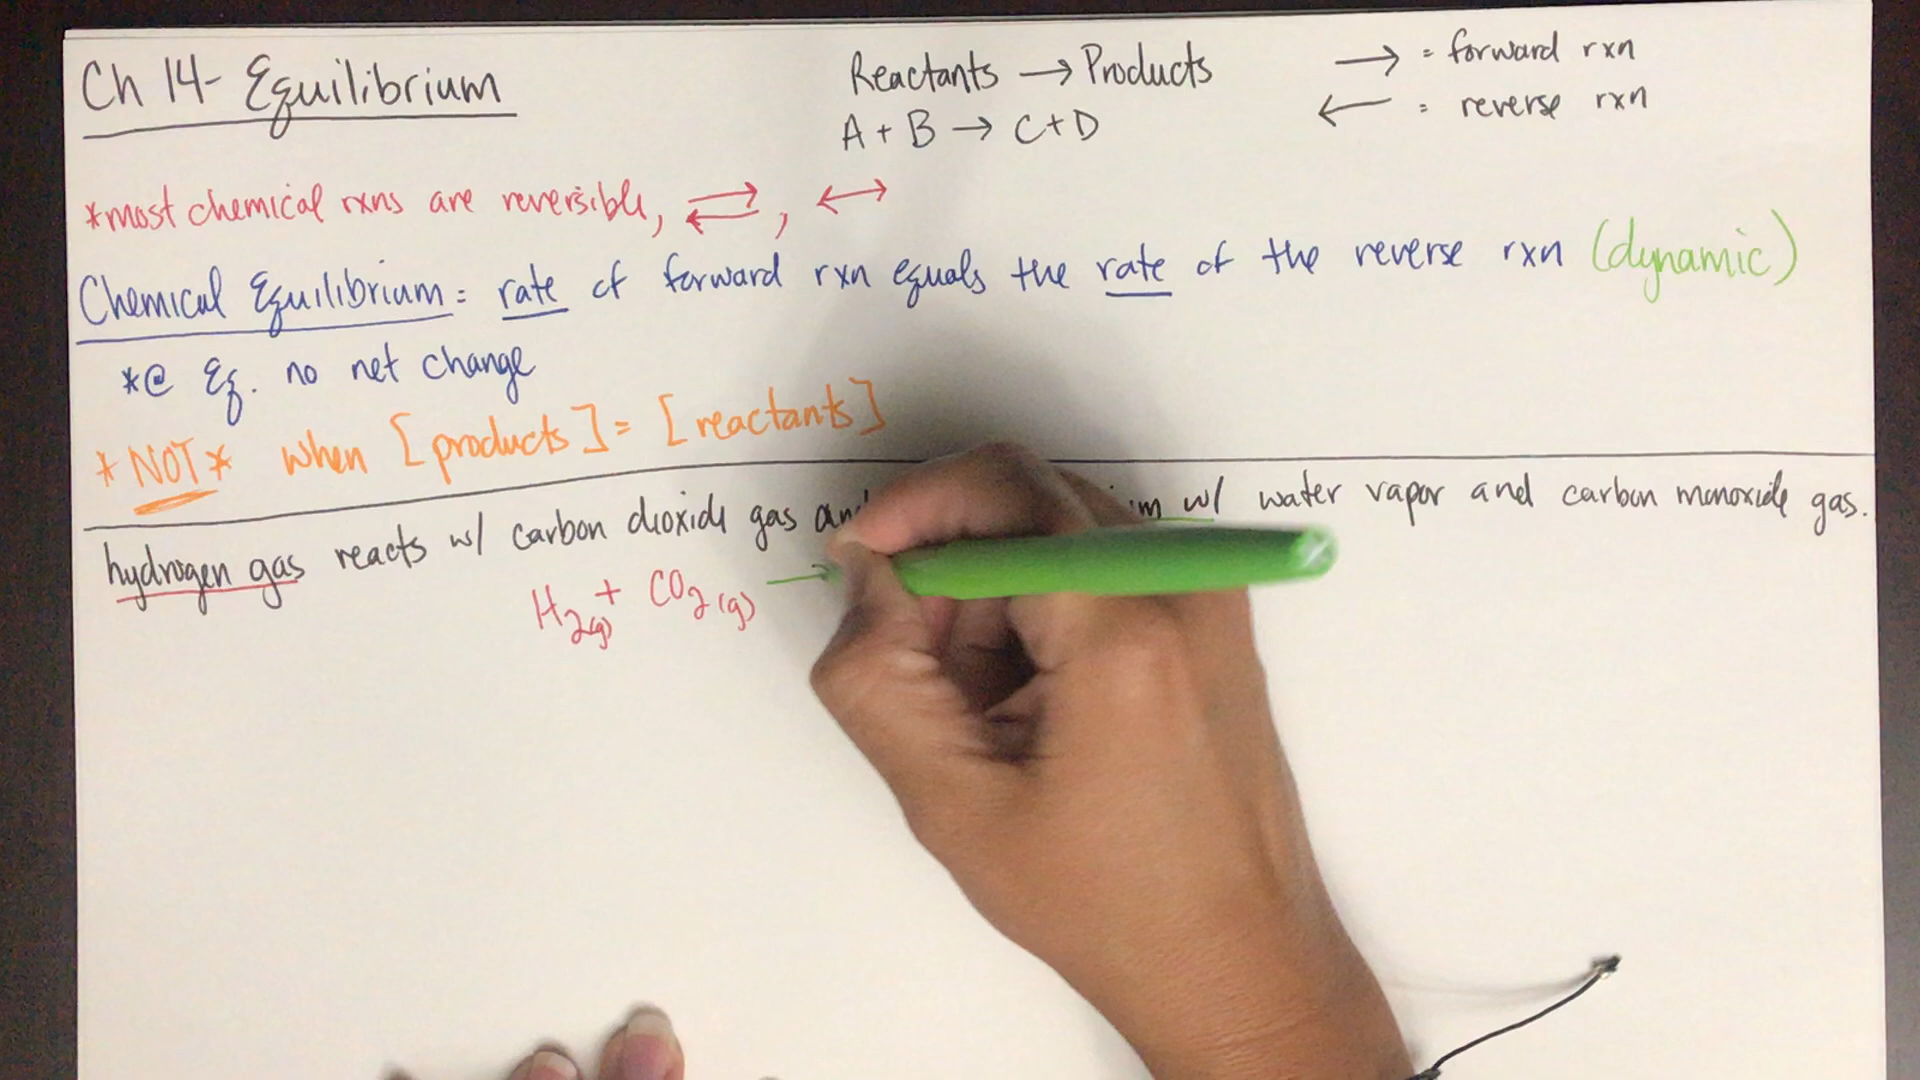 Ch 14- Equilibrium
Reactants → Products
A + B → C + D
→ = forward rxn
← = reverse rxn
*most chemical rxns are reversible, ⇄, ↔
Chemical Equilibrium = rate of forward rxn equals the rate of the reverse rxn (dynamic)
*@ Eq. no net change
*NOT* when [products] = [reactants]
hydrogen gas reacts w/ carbon dioxide gas w/ water vapor and carbon monoxide gas.
H2(g) + CO2(g) →